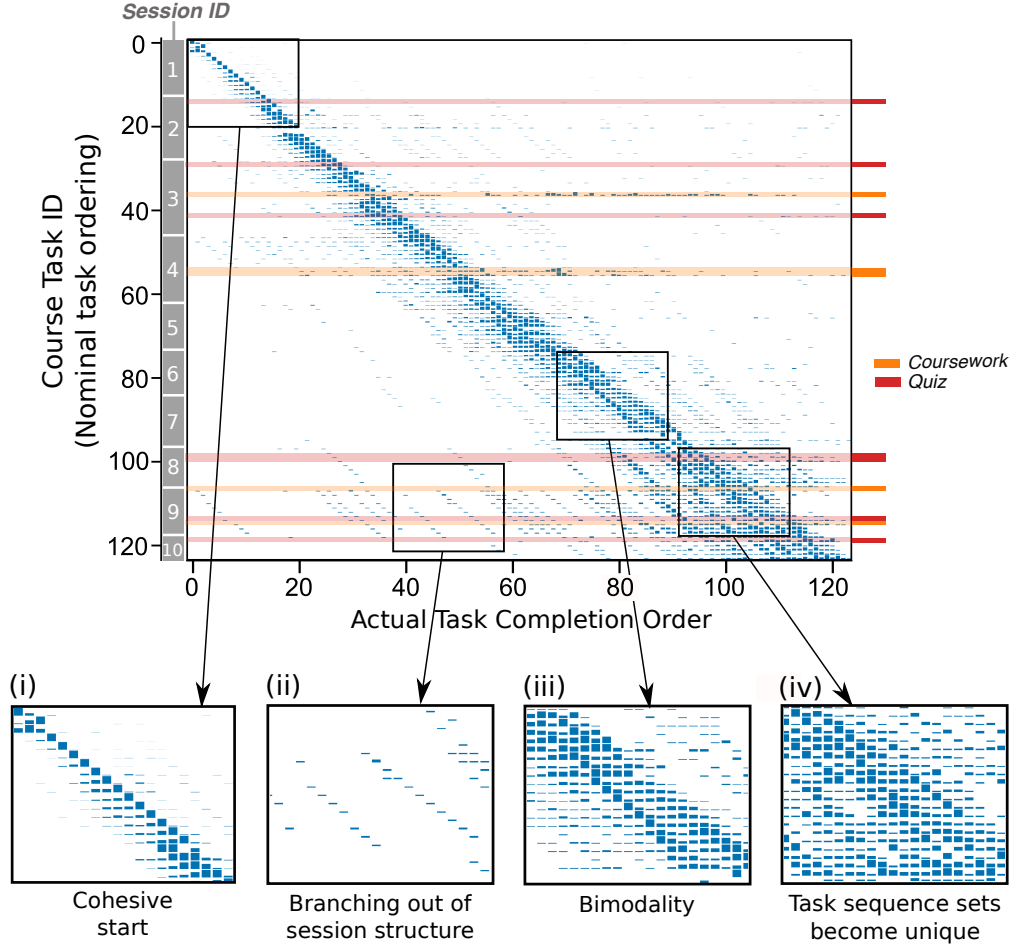 Session ID
0
20
40
60
80
100
120
Course Task ID
(Nominal task ordering)
1
2
3
4
5
6
7
8
9
10
Coursework
Quiz
0 20 40 60 80 100 120
Actual Task Completion Order
(i) (ii) (iii) (iv)
Cohesive
start
Branching out of
session structure
Bimodality
Task sequence sets
become unique